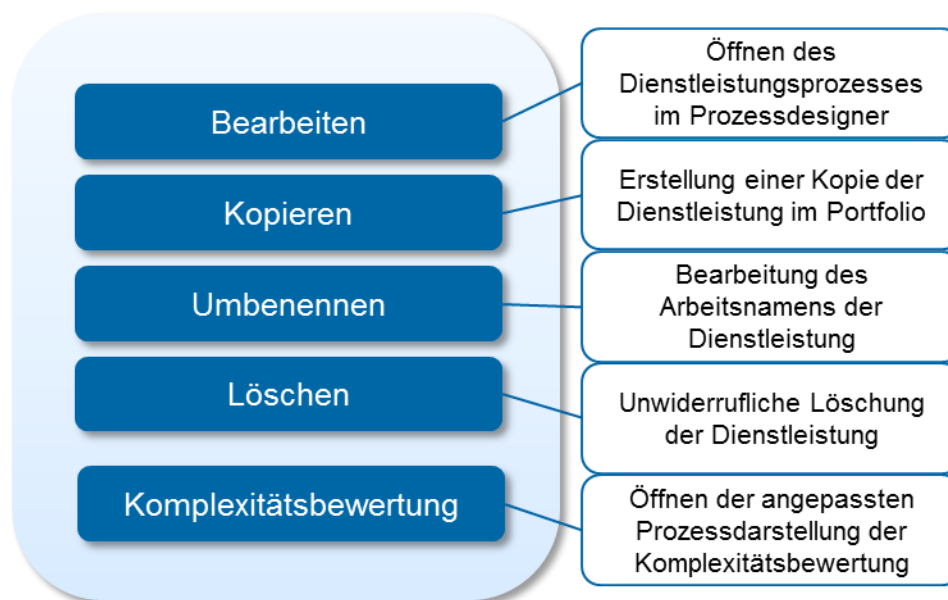 Bearbeiten
Öffnen des
Dienstleistungsprozesses
im Prozessdesigner
Kopieren
Erstellung einer Kopie der
Dienstleistung im Portfolio
Umbenennen
Bearbeitung des
Arbeitsnamens der
Dienstleistung
Löschen
Unwiderrufliche Löschung
der Dienstleistung
Komplexitätsbewertung
Öffnen der angepassten
Prozessdarstellung der
Komplexitätsbewertung